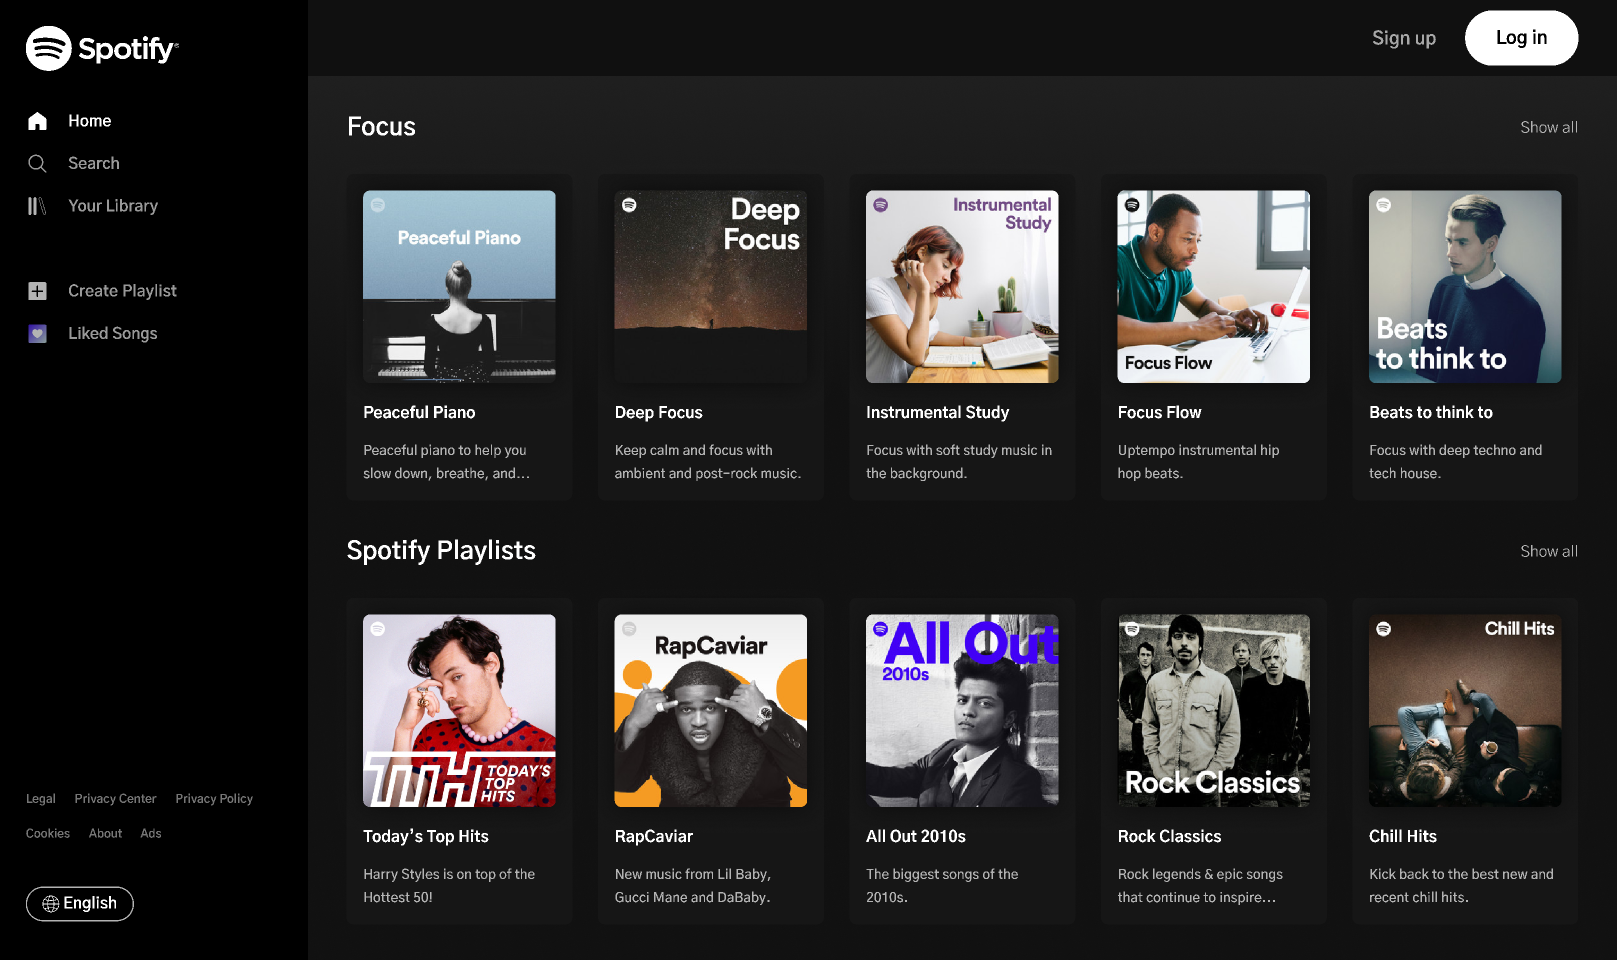 Spotify®
Home
Search
Your Library
Create Playlist
Liked Songs
Legal Privacy Center Privacy Policy
Cookies About Ads
English
Sign up Log in
Focus Show all
Peaceful Piano
Peaceful Piano
Peaceful piano to help you
slow down, breathe, and...
Deep
Focus
Deep Focus
Keep calm and focus with
ambient and post-rock music.
Instrumental
Study
Instrumental Study
Focus with soft study music in
the background.
Focus Flow
Focus Flow
Uptempo instrumental hip
hop beats.
Beats
to think to
Beats to think to
Focus with deep techno and
tech house.
Spotify Playlists Show all
TTH
TODAY'S
TOP
HITS
Today's Top Hits
Harry Styles is on top of the
Hottest 50!
RapCaviar
RapCaviar
New music from Lil Baby,
Gucci Mane and DaBaby.
All Out
2010s
All Out 2010s
The biggest songs of the
2010s.
Rock Classics
Rock Classics
Rock legends & epic songs
that continue to inspire...
Chill Hits
Chill Hits
Kick back to the best new and
recent chill hits.